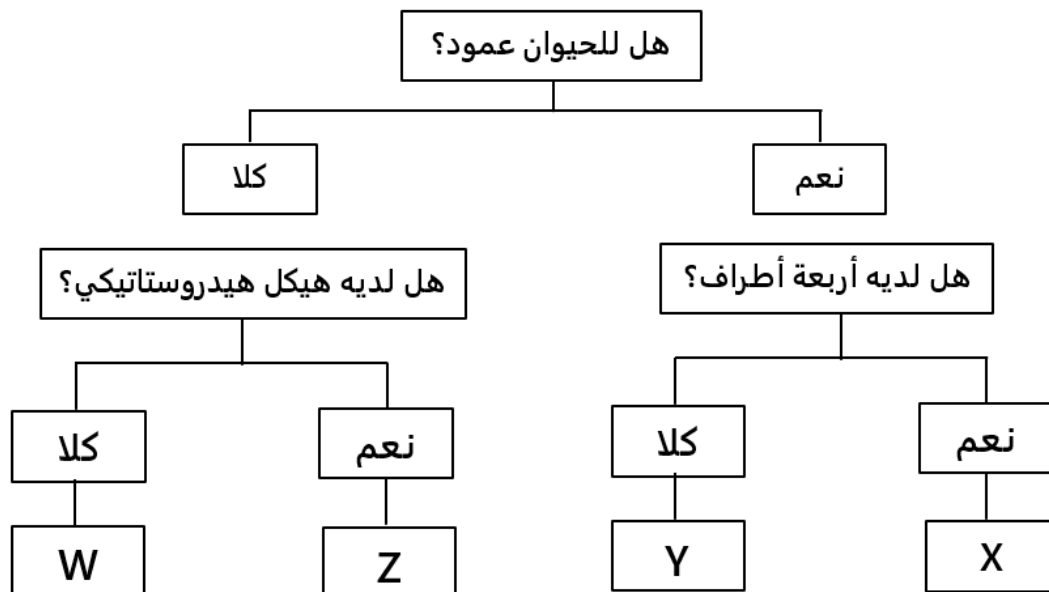 هل للحيوان عمود؟
نعم
كلا
هل لديه أربعة أطراف؟
هل لديه هيكل هيدروستاتيكي؟
نعم
كلا
نعم
كلا
X
Y
Z
W